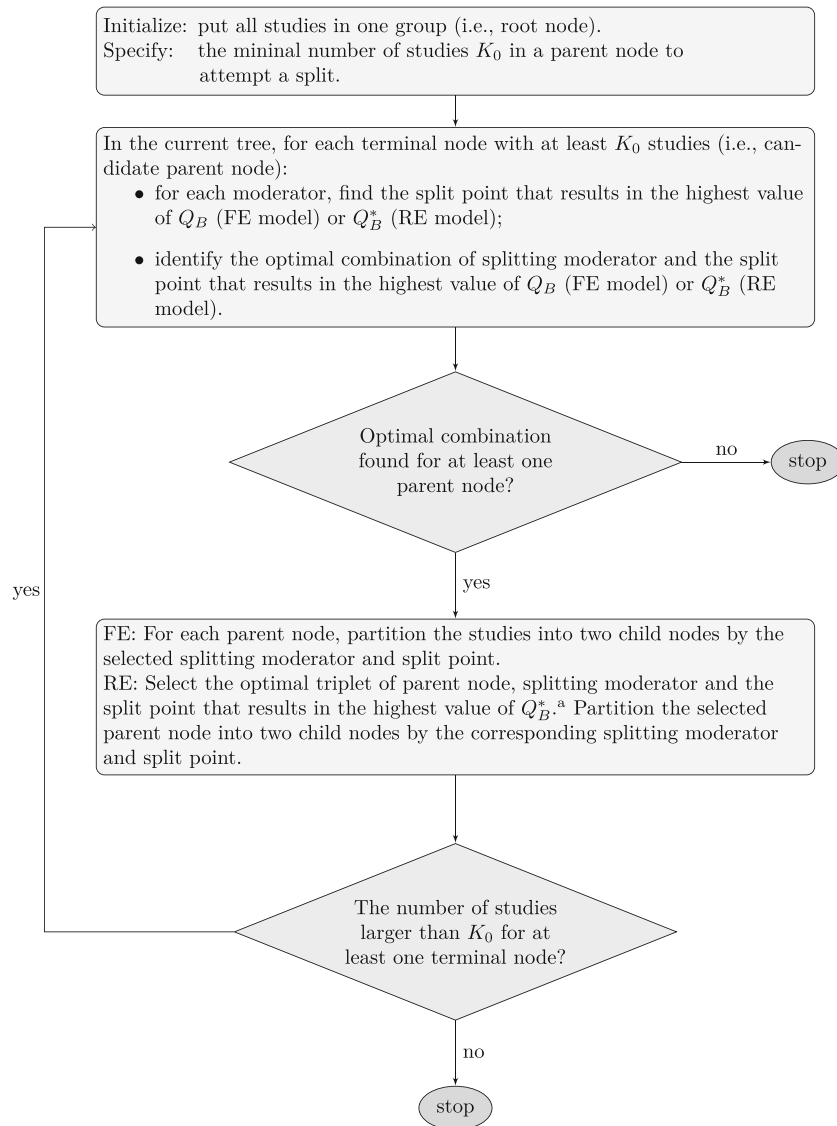 Initialize: put all studies in one group (i.e., root node).
Specify: the mininal number of studies K₀ in a parent node to
attempt a split.
In the current tree, for each terminal node with at least K₀ studies (i.e., can-
didate parent node):
• for each moderator, find the split point that results in the highest value
of Q_B (FE model) or Q*_B (RE model);
• identify the optimal combination of splitting moderator and the split
point that results in the highest value of Q_B (FE model) or Q*_B (RE
model).
Optimal combination
found for at least one
parent node?
no
stop
yes
yes
FE: For each parent node, partition the studies into two child nodes by the
selected splitting moderator and split point.
RE: Select the optimal triplet of parent node, splitting moderator and the
split point that results in the highest value of Q*_B.ᵃ Partition the selected
parent node into two child nodes by the corresponding splitting moderator
and split point.
The number of studies
larger than K₀ for at
least one terminal node?
no
stop